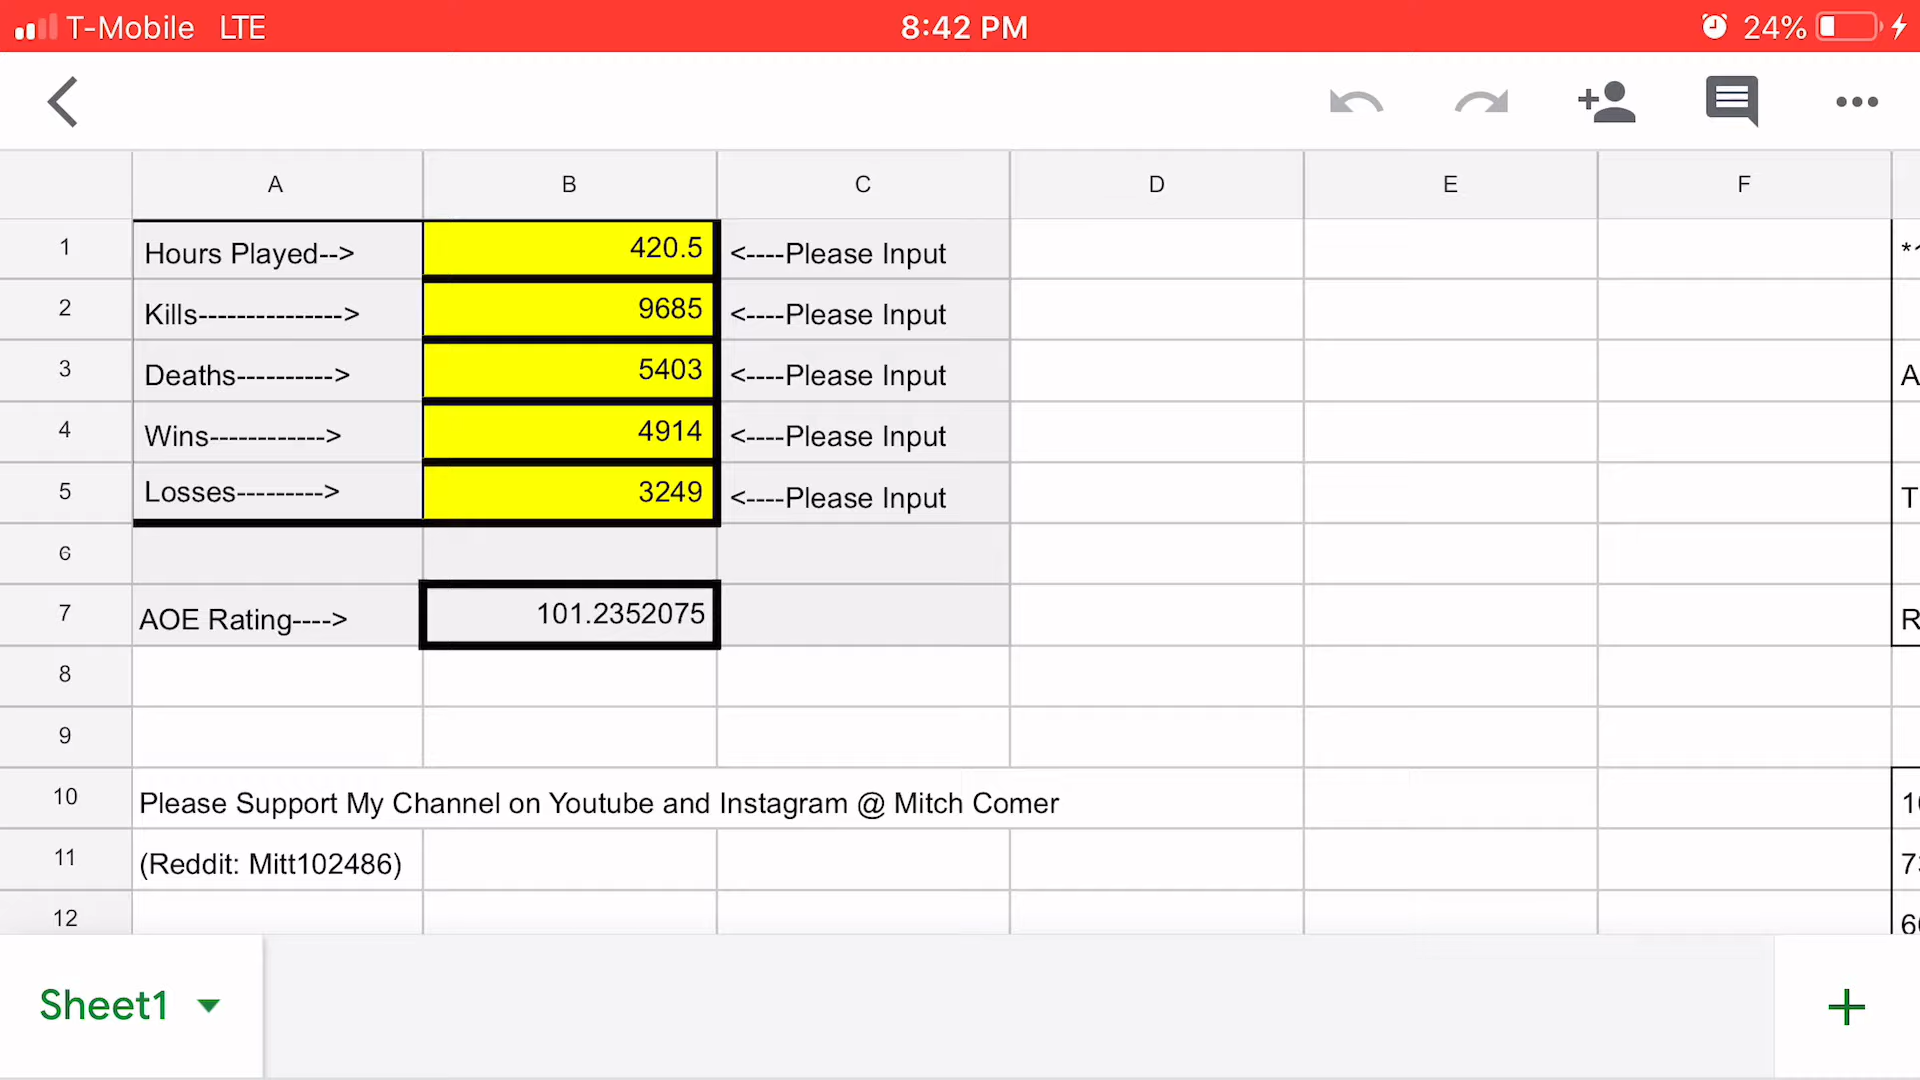 T-Mobile LTE 8:42 PM 24%
A B C D E F
1 Hours Played--> 420.5 <----Please Input
2 Kills---------------> 9685 <----Please Input
3 Deaths----------> 5403 <----Please Input A
4 Wins------------> 4914 <----Please Input
5 Losses---------> 3249 <----Please Input T
6
7 AOE Rating----> 101.2352075 R
8
9
10 Please Support My Channel on Youtube and Instagram @ Mitch Comer
11 (Reddit: Mitt102486)
12
Sheet1